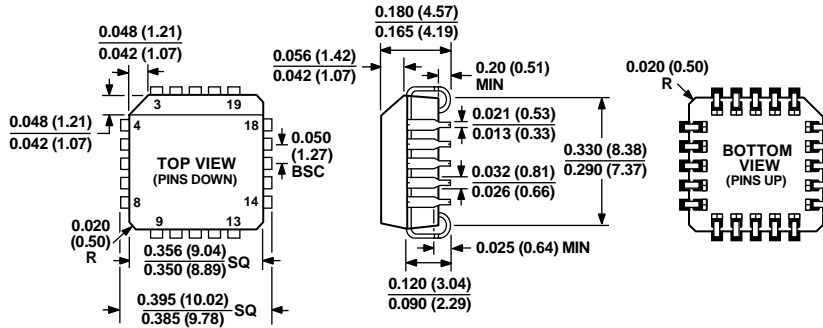 0.048 (1.21)
0.042 (1.07)
0.048 (1.21)
0.042 (1.07)
3
19
4
18
TOP VIEW
(PINS DOWN)
0.050
(1.27)
BSC
8
14
9
13
0.020
(0.50)
R
0.356 (9.04)
0.350 (8.89)
SQ
0.395 (10.02)
0.385 (9.78)
SQ
0.180 (4.57)
0.165 (4.19)
0.056 (1.42)
0.042 (1.07)
0.20 (0.51)
MIN
0.021 (0.53)
0.013 (0.33)
0.032 (0.81)
0.026 (0.66)
0.330 (8.38)
0.290 (7.37)
0.025 (0.64) MIN
0.120 (3.04)
0.090 (2.29)
0.020 (0.50)
R
BOTTOM
VIEW
(PINS UP)